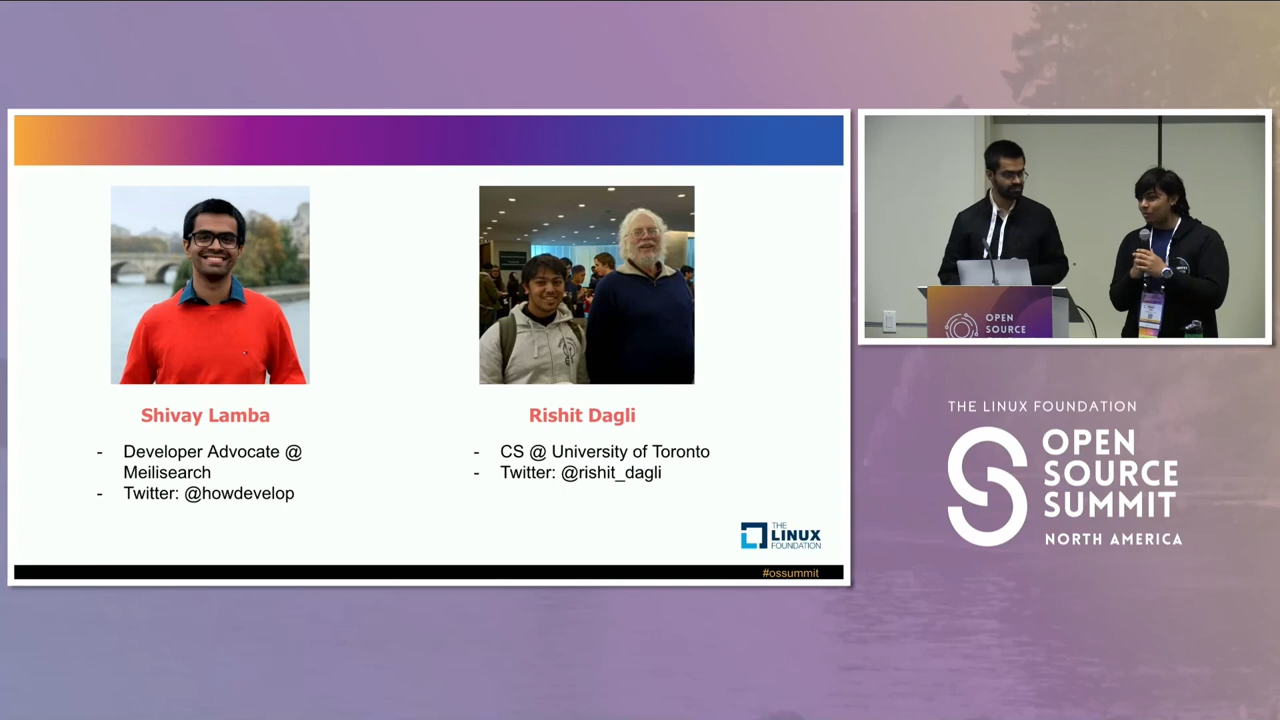 Shivay Lamba
- Developer Advocate @
Meilisearch
- Twitter: @howdevelop
Rishit Dagli
- CS @ University of Toronto
- Twitter: @rishit_dagli
THE
LINUX
FOUNDATION
#ossummit
OPEN
SOURCE
THE LINUX FOUNDATION
OPEN
SOURCE
SUMMIT
NORTH AMERICA